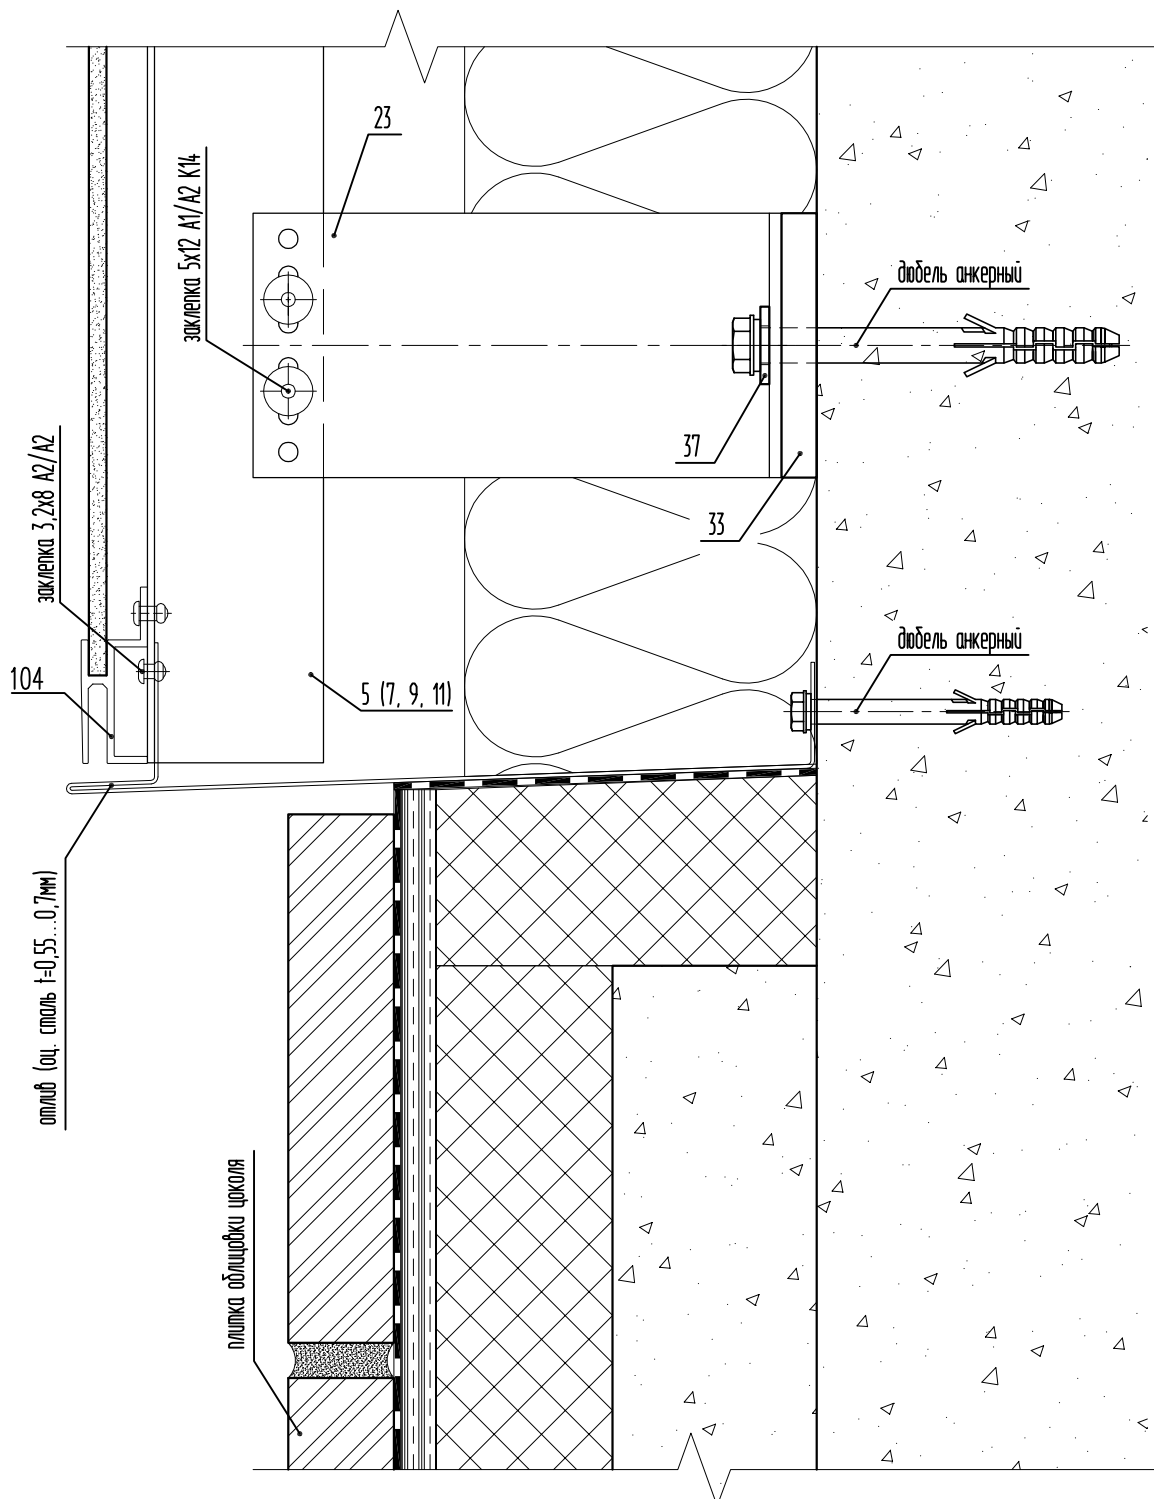 23
заклепка 5х12 А1/А2 К14
дюбель анкерный
37
33
заклепка 3,2х8 А2/А2
дюбель анкерный
104
5 (7, 9, 11)
отлив (оц. сталь t=0,55...0,7мм)
плитка облицовки цоколя